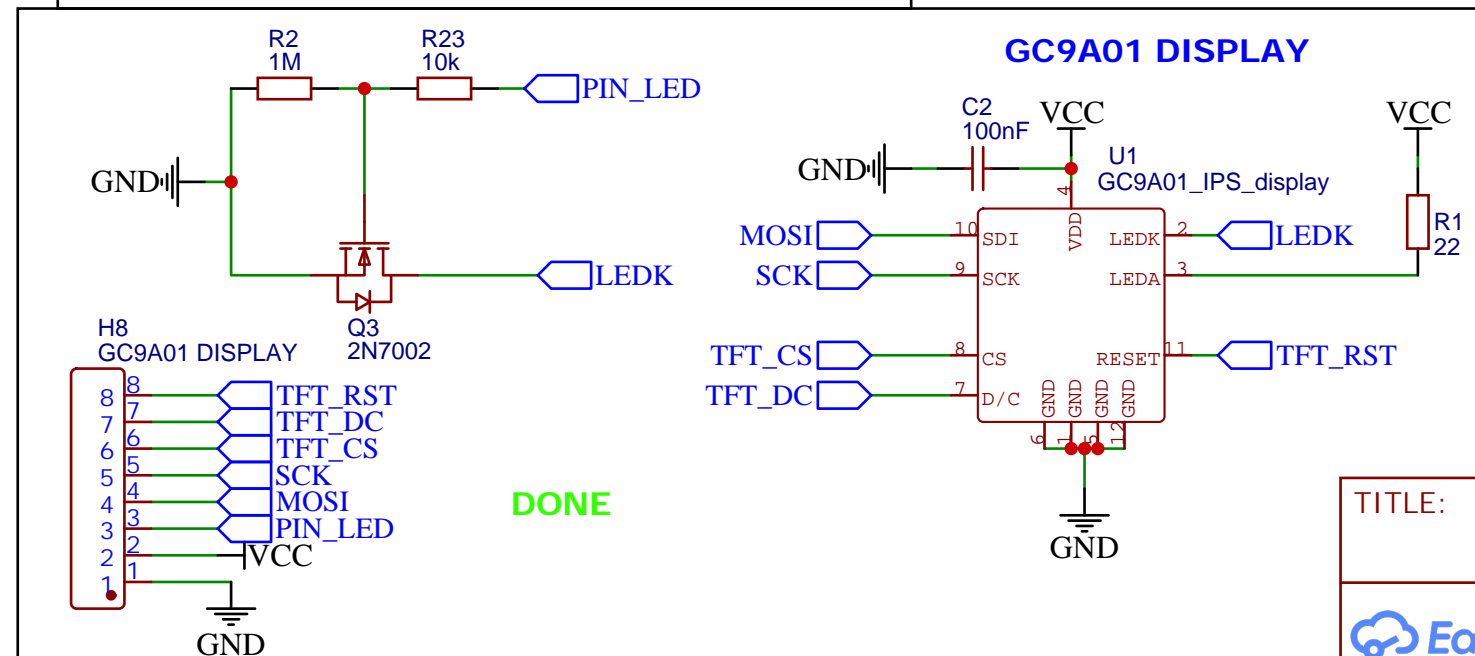 R2
1M
R23
10k
PIN_LED
GND
LEDK
Q3
2N7002
H8
GC9A01 DISPLAY
8 8 TFT_RST
7 7 TFT_DC
6 6 TFT_CS
5 5 SCK
4 4 MOSI
3 3 PIN_LED
2 2 VCC
1 1
GND
DONE
GC9A01 DISPLAY
C2
100nF
VCC
GND
U1
GC9A01_IPS_display
4
VDD
MOSI 10 SDI
SCK 9 SCK
TFT_CS 8 CS
TFT_DC 7 D/C
LEDK 2 LEDK
LEDA 3
RESET 11 TFT_RST
GND GND GND GND
6 1 5 12
GND
VCC
R1
22
TITLE: